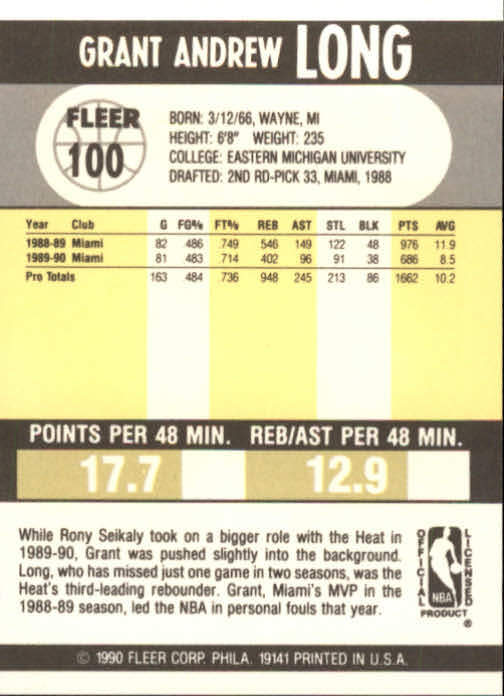 GRANT ANDREW LONG
FLEER
100
BORN: 3/12/66, WAYNE, MI
HEIGHT: 6'8" WEIGHT: 235
COLLEGE: EASTERN MICHIGAN UNIVERSITY
DRAFTED: 2ND RD-PICK 33, MIAMI, 1988
Year Club G FG% FT% REB AST STL BLK PTS AVG
1988-89 Miami 82 .486 .749 546 149 122 48 976 11.9
1989-90 Miami 81 .483 .714 402 96 91 38 686 8.5
Pro Totals 163 .484 .736 948 245 213 86 1662 10.2
POINTS PER 48 MIN. REB/AST PER 48 MIN.
17.7 12.9
While Rony Seikaly took on a bigger role with the Heat in
1989-90, Grant was pushed slightly into the background.
Long, who has missed just one game in two seasons, was the
Heat's third-leading rebounder. Grant, Miami's MVP in the
1988-89 season, led the NBA in personal fouls that year.
OFFICIAL
NBA
LICENSED
PRODUCT
®
© 1990 FLEER CORP. PHILA. 19141 PRINTED IN U.S.A.